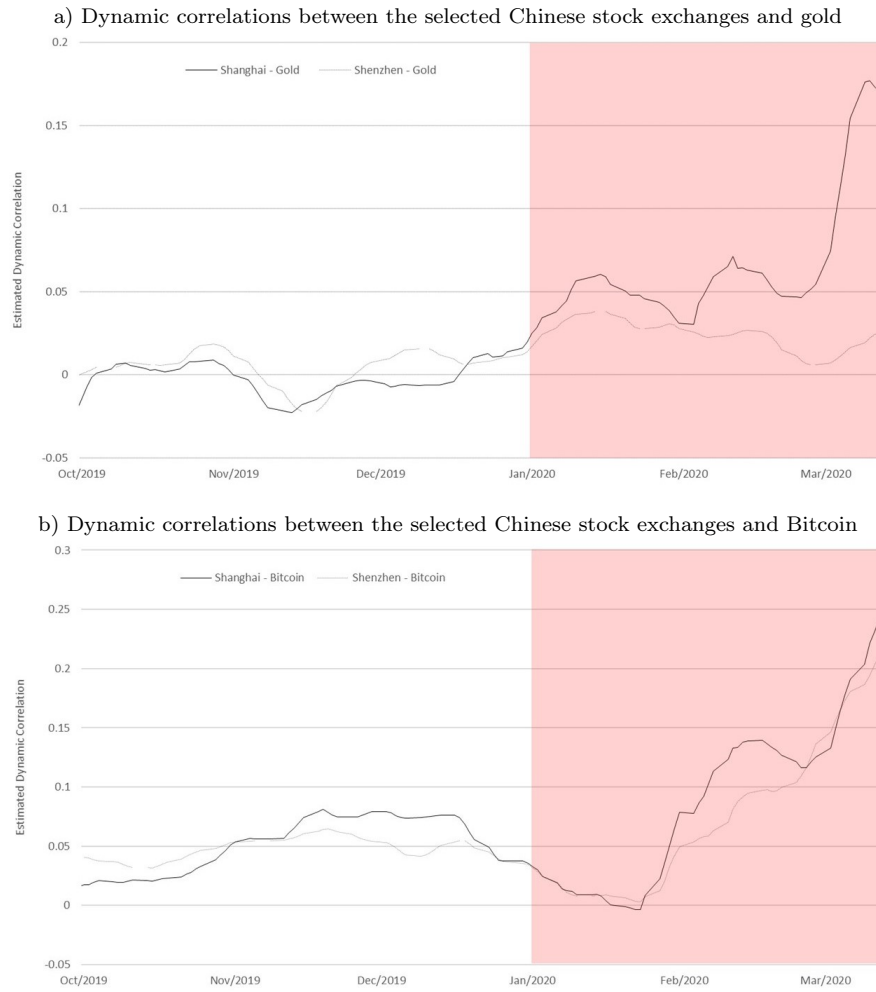 a) Dynamic correlations between the selected Chinese stock exchanges and gold
0.2
Shanghai - Gold
Shenzhen - Gold
0.15
0.1
Estimated Dynamic Correlation
0.05
0
-0.05
Oct/2019
Nov/2019
Dec/2019
Jan/2020
Feb/2020
Mar/2020
b) Dynamic correlations between the selected Chinese stock exchanges and Bitcoin
0.3
Shanghai - Bitcoin
Shenzhen - Bitcoin
0.25
0.2
0.15
Estimated Dynamic Correlation
0.1
0.05
0
-0.05
Oct/2019
Nov/2019
Dec/2019
Jan/2020
Feb/2020
Mar/2020